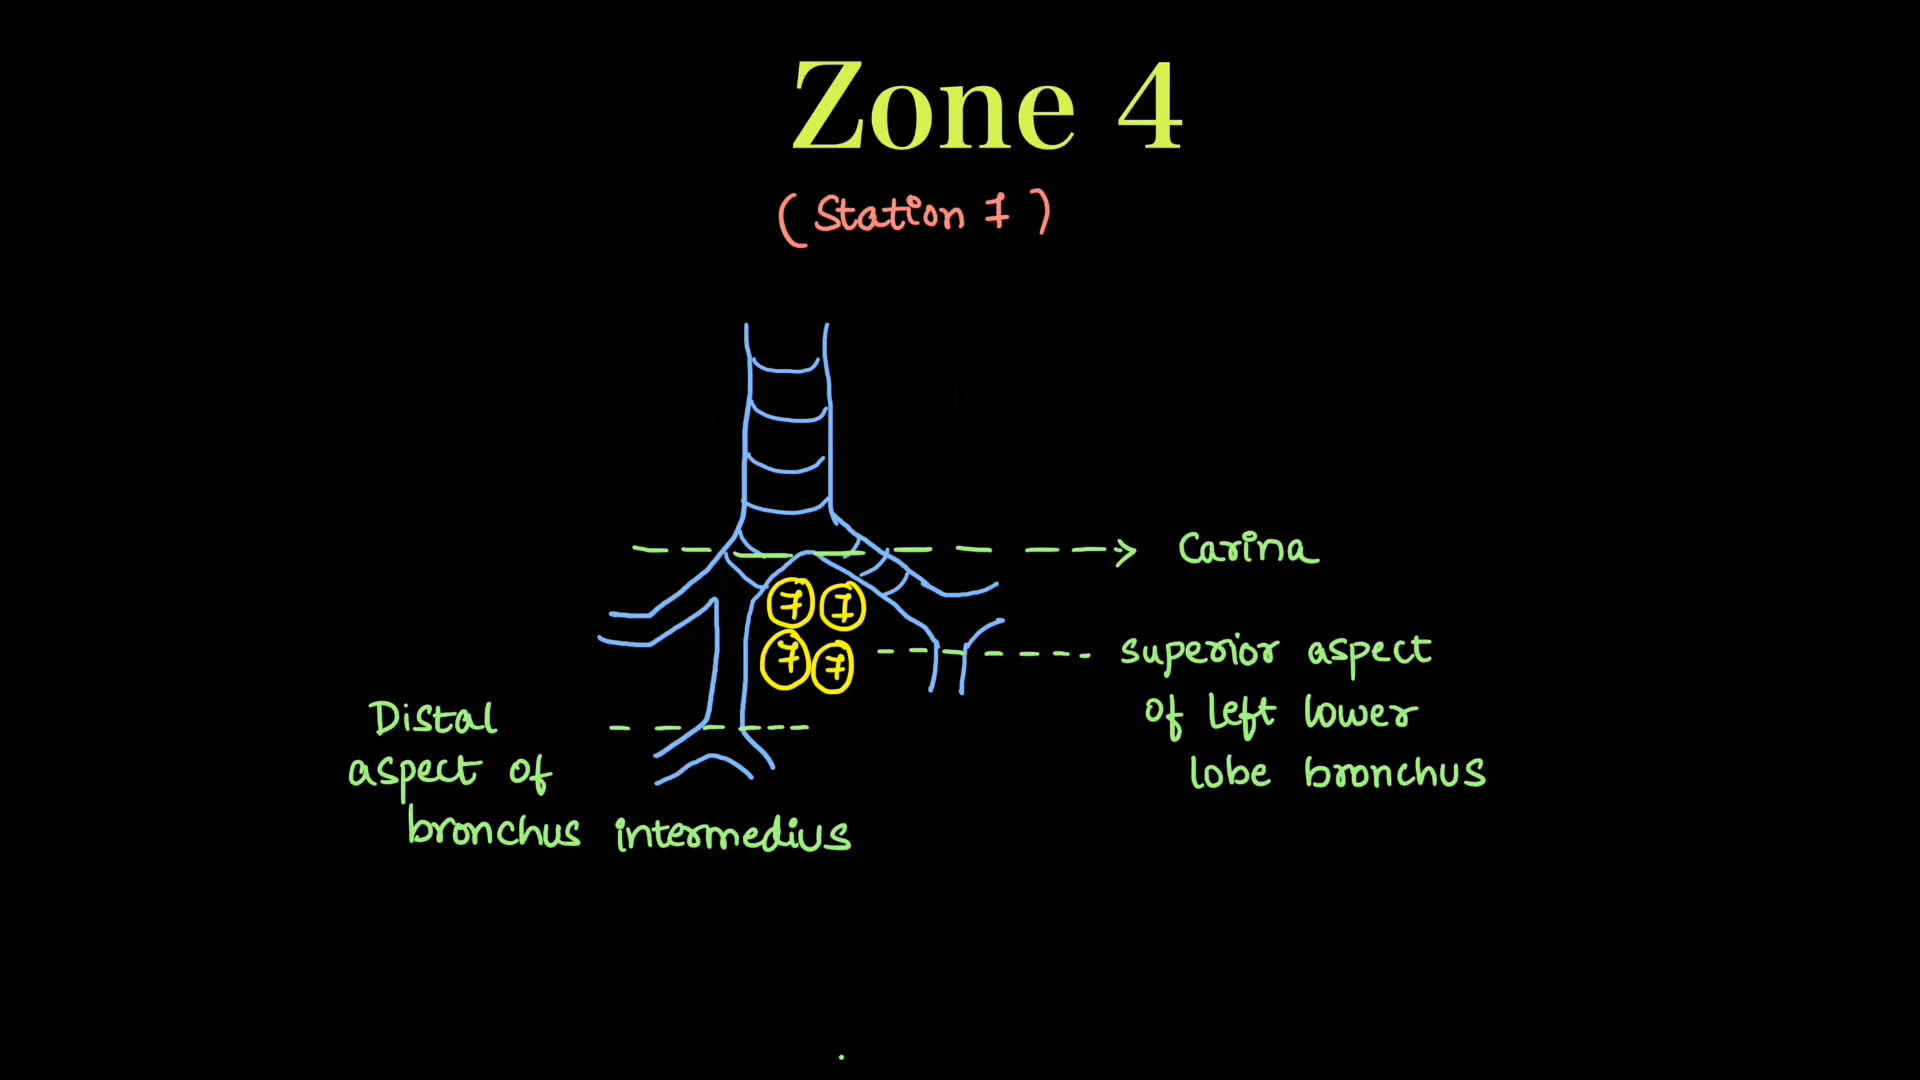 Zone 4
(Station 7)
Carina
7 7
7 7
superior aspect
of left lower
lobe bronchus
Distal
aspect of
bronchus intermedius